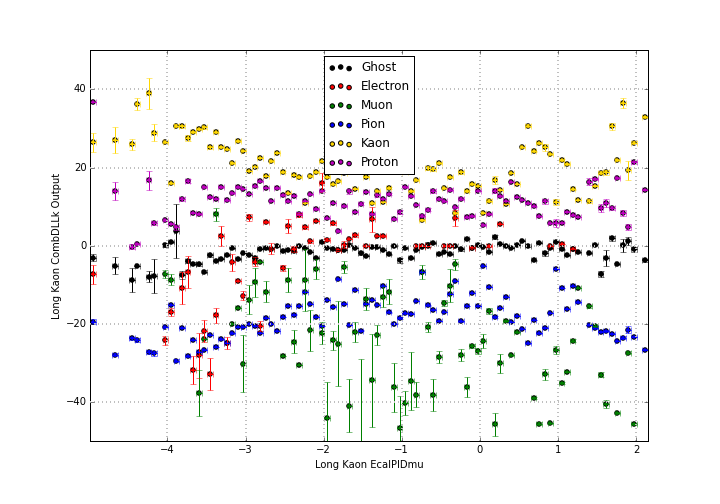 Long Kaon CombDLLk Output
40
20
0
−20
−40
Ghost
Electron
Muon
Pion
Kaon
Proton
−4 −3 −2 −1 0 1 2
Long Kaon EcalPIDmu